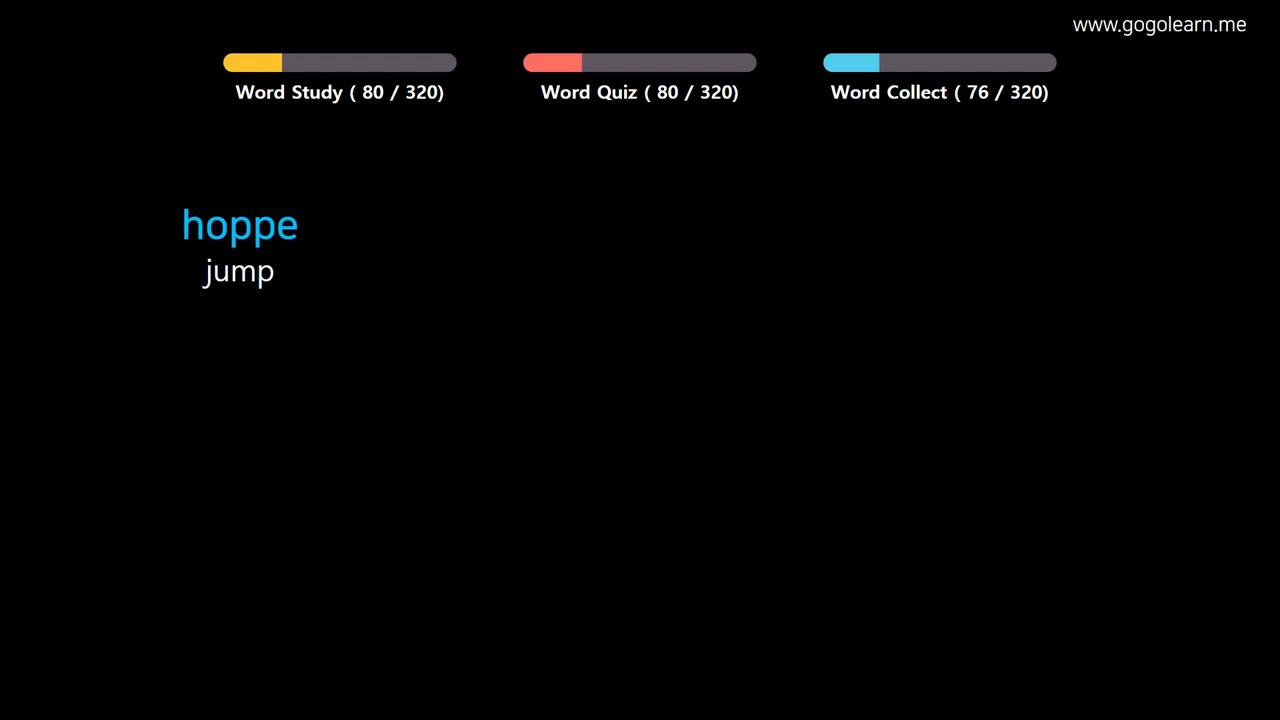 www.gogolearn.me
Word Study ( 80 / 320)
Word Quiz ( 80 / 320)
Word Collect ( 76 / 320)
hoppe
jump